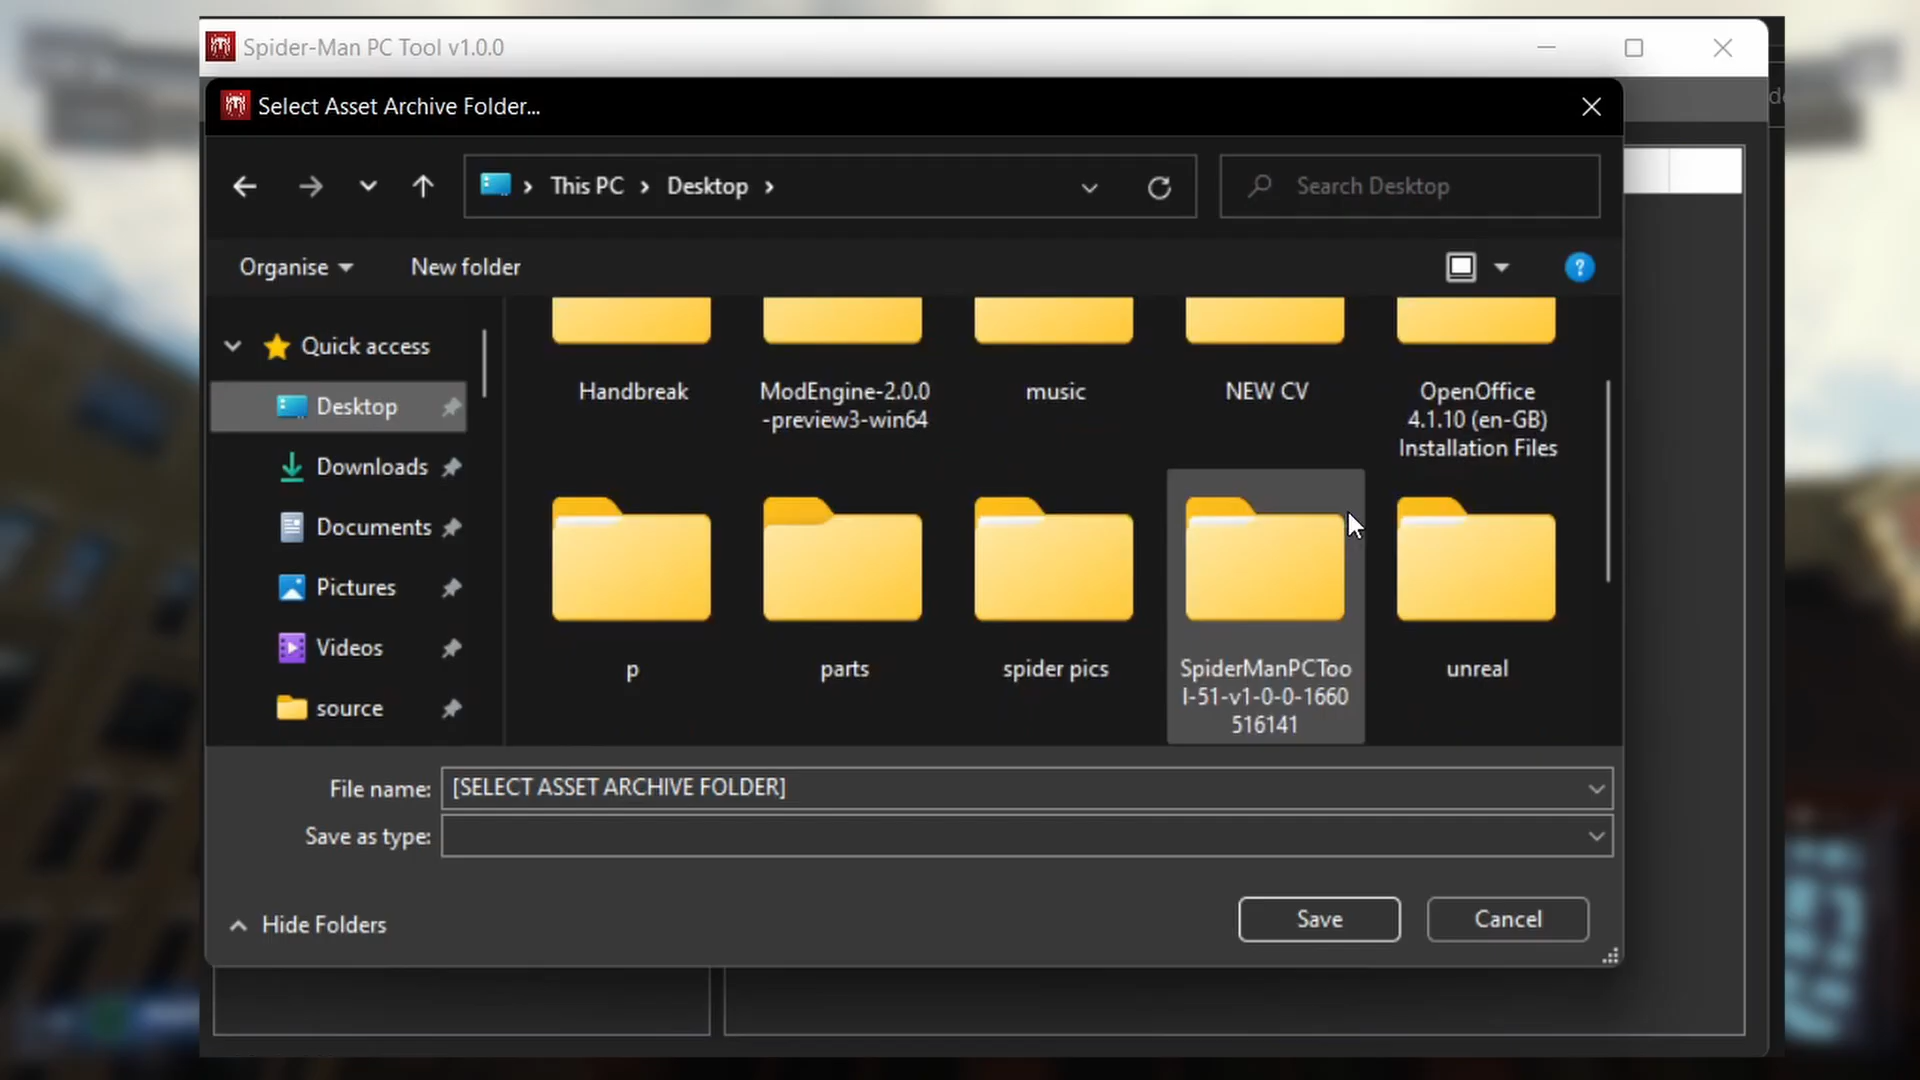 Spider-Man PC Tool v1.0.0
Select Asset Archive Folder...
This PC
Desktop
Search Desktop
Organise
New folder
Quick access
Desktop
Downloads
Documents
Pictures
Videos
source
Handbreak
ModEngine-2.0.0
-preview3-win64
music
NEW CV
OpenOffice
4.1.10 (en-GB)
Installation Files
p
parts
spider pics
SpiderManPCToo
l-51-v1-0-0-1660
516141
unreal
File name:
[SELECT ASSET ARCHIVE FOLDER]
Save as type:
Hide Folders
Save
Cancel